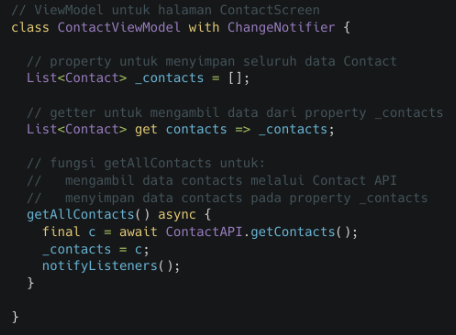 // ViewModel untuk halaman ContactScreen
class ContactViewModel with ChangeNotifier {
// property untuk menyimpan seluruh data Contact
List<Contact> _contacts = [];
// getter untuk mengambil data dari property _contacts
List<Contact> get contacts => _contacts;
// fungsi getAllContacts untuk:
//   mengambil data contacts melalui Contact API
//   menyimpan data contacts pada property _contacts
getAllContacts() async {
final c = await ContactAPI.getContacts();
_contacts = c;
notifyListeners();
}
}